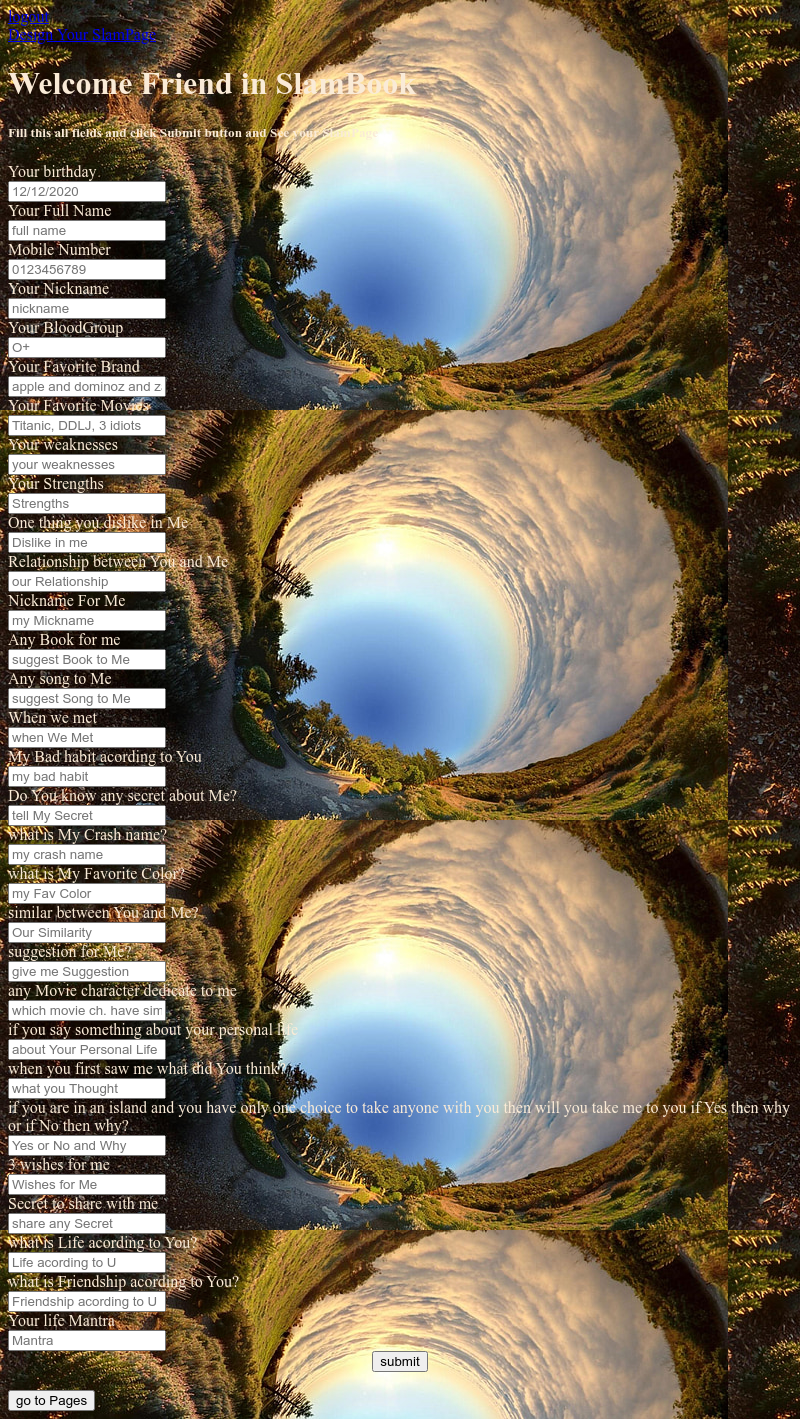 logout
Design Your SlamPage
Welcome Friend in SlamBook
Fill this all fields and click Submit button and See your
Your birthday
12/12/2020
Your Full Name
full name
Mobile Number
0123456789
Your Nickname
nickname
Your BloodGroup
O+
Your Favorite Brand
apple and dominoz and z
Your Favorite Movies
Titanic, DDLJ, 3 idiots
Your weaknesses
your weaknesses
Your Strengths
Strengths
One thing you dislike in Me
Dislike in me
Relationship between You and Me
our Relationship
Nickname For Me
my Mickname
Any Book for me
suggest Book to Me
Any song to Me
suggest Song to Me
When we met
when We Met
My Bad habit acording to You
my bad habit
Do You know any secret about Me?
tell My Secret
what is My Crash name?
my crash name
what is My Favorite Color?
my Fav Color
similar between You and Me?
Our Similarity
suggestion for Me?
give me Suggestion
any Movie character dedicate to me
which movie ch. have sim
if you say something about your personal life
about Your Personal Life
when you first saw me what did You think
what you Thought
if you are in an island and you have only one choice to take anyone with you then will you take me to you if Yes then why
or if No then why?
Yes or No and Why
3 wishes for me
Wishes for Me
Secret to share with me
share any Secret
what is Life acording to You?
Life acording to U
what is Friendship acording to You?
Friendship acording to U
Your life Mantra
Mantra
submit
go to Pages